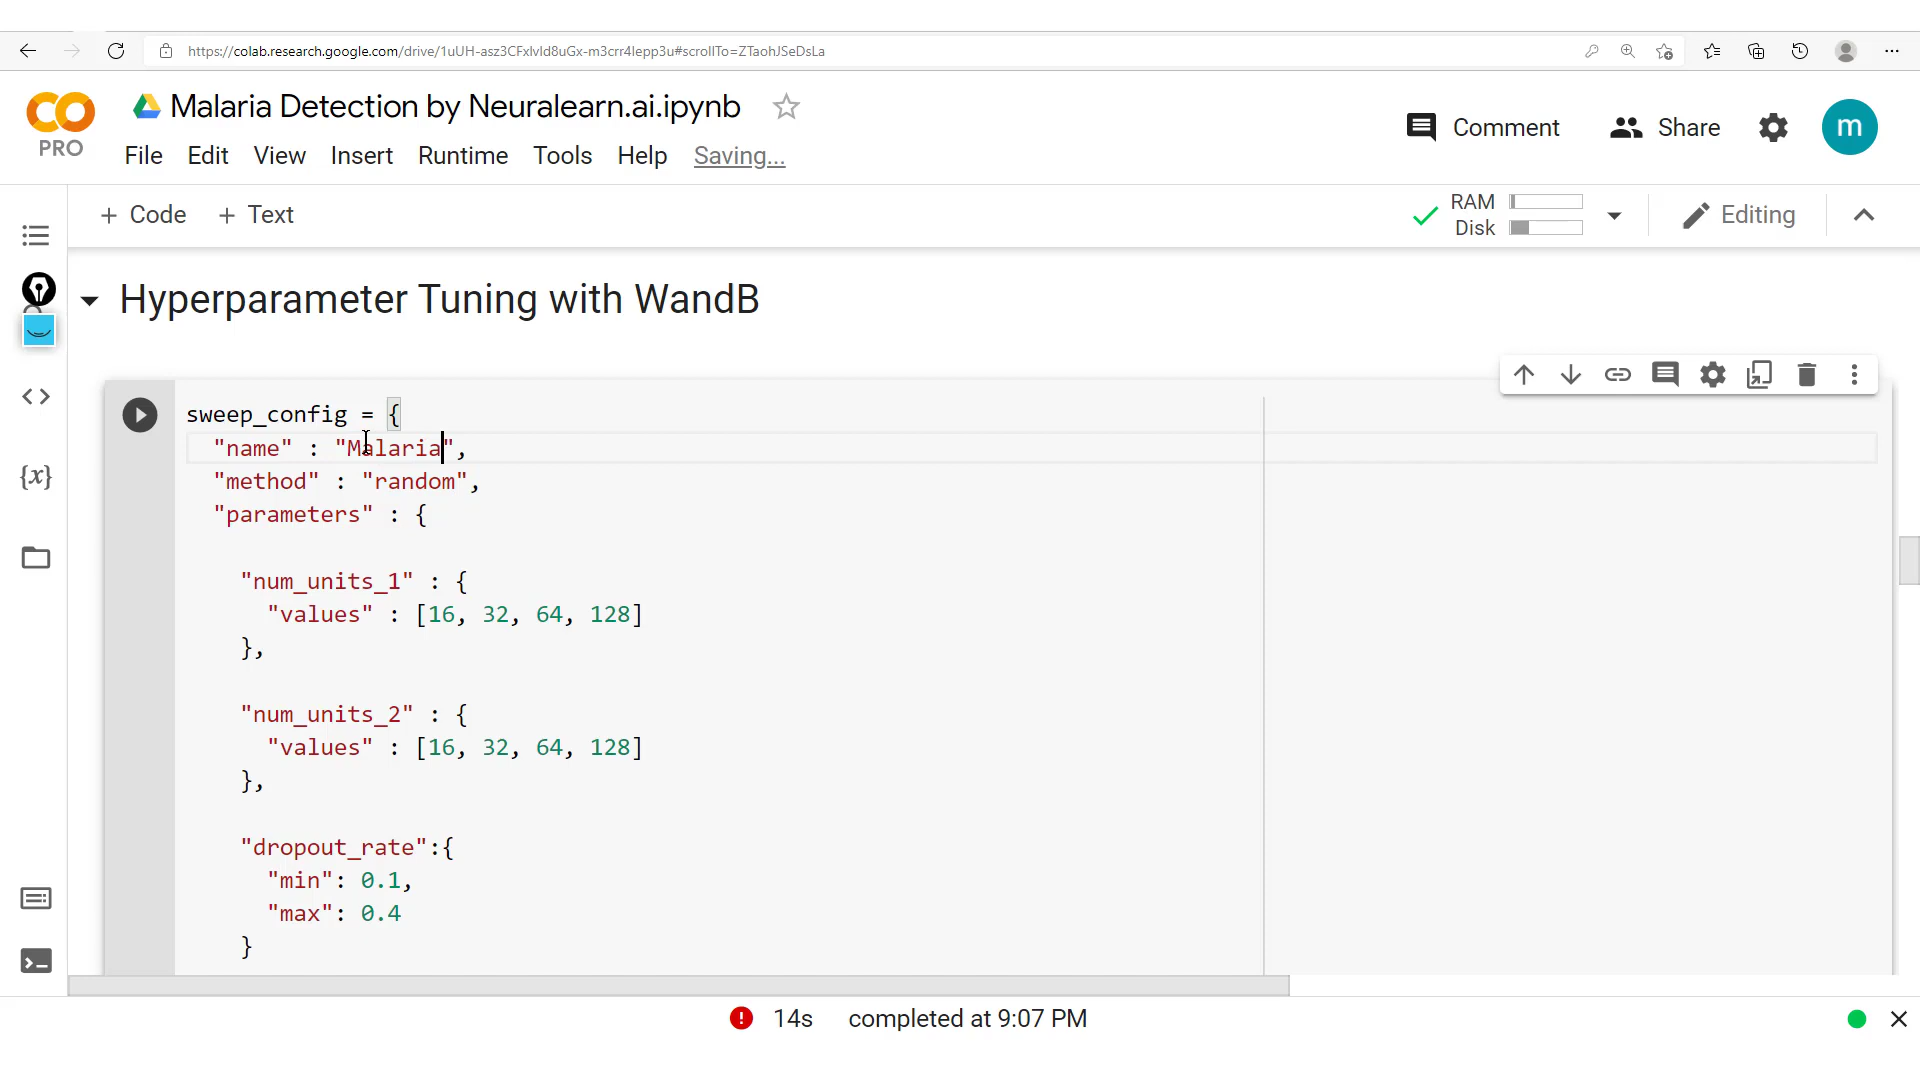 https://colab.research.google.com/drive/1uUH-asz3CFxIvId8uGx-m3crr4lepp3u#scrollTo=ZTaohJSeDsLa
Malaria Detection by Neuralearn.ai.ipynb
PRO
File Edit View Insert Runtime Tools Help Saving...
Comment Share m
+ Code + Text
RAM
Disk
Editing
Hyperparameter Tuning with WandB
sweep_config = {
"name" : "Malaria",
"method" : "random",
"parameters" : {
"num_units_1" : {
"values" : [16, 32, 64, 128]
},
"num_units_2" : {
"values" : [16, 32, 64, 128]
},
"dropout_rate":{
"min": 0.1,
"max": 0.4
}
14s completed at 9:07 PM